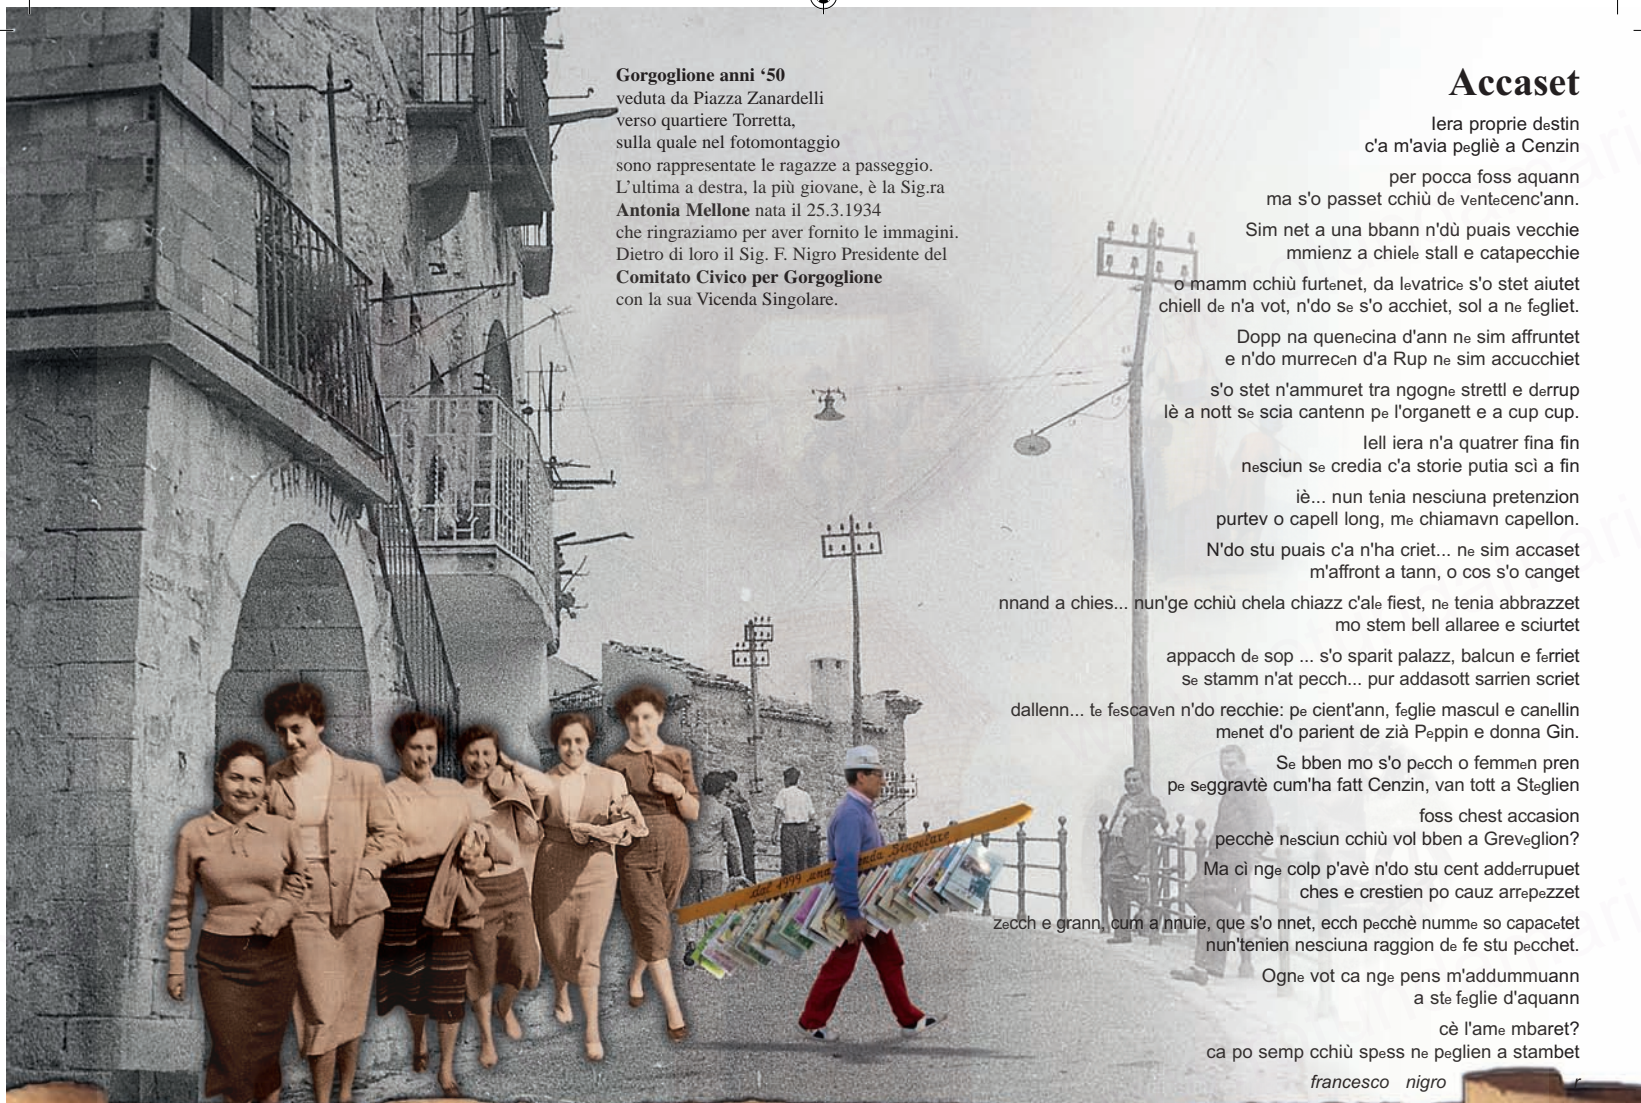 Gorgoglione anni ‘50
veduta da Piazza Zanardelli
verso quartiere Torretta,
sulla quale nel fotomontaggio
sono rappresentate le ragazze a passeggio.
L’ultima a destra, la più giovane, è la Sig.ra
Antonia Mellone nata il 25.3.1934
che ringraziamo per aver fornito le immagini.
Dietro di loro il Sig. F. Nigro Presidente del
Comitato Civico per Gorgoglione
con la sua Vicenda Singolare.
Accaset
Iera proprie destin
c'a m'avia pegliè a Cenzin
per pocca foss aquann
ma s'o passet cchiù de ventecenc'ann.
Sim net a una bbann n'dù puais vecchie
mmienz a chiele stall e catapecchie
o mamm cchiù furtenet, da levatrice s'o stet aiutet
chiell de n'a vot, n'do se s'o acchiet, sol a ne fegliet.
Dopp na quenecina d'ann ne sim affruntet
e n'do murrecen d'a Rup ne sim accucchiet
s'o stet n'ammuret tra ngogne strettl e derrup
lè a nott se scia cantenn pe l'organett e a cup cup.
Iell iera n'a quatrer fina fin
nesciun se credia c'a storie putia scì a fin
iè... nun tenia nesciuna pretenzion
purtev o capell long, me chiamavn capellon.
N'do stu puais c'a n'ha criet... ne sim accaset
m'affront a tann, o cos s'o canget
nnand a chies... nun'ge cchiù chela chiazz c'ale fiest, ne tenia abbrazzet
mo stem bell allaree e sciurtet
appacch de sop ... s'o sparit palazz, balcun e ferriet
se stamm n'at pecch... pur addasott sarrien scriet
dallenn... te fescaven n'do recchie: pe cient'ann, feglie mascul e canellin
menet d'o parient de zià Peppin e donna Gin.
Se bben mo s'o pecch o femmen pren
pe seggravtè cum'ha fatt Cenzin, van tott a Steglien
foss chest accasion
pecchè nesciun cchiù vol bben a Greveglion?
Ma cì nge colp p'avè n'do stu cent adderrupuet
ches e crestien po cauz arrepezzet
zecch e grann, cum a nnuie, que s'o nnet, ecch pecchè numme so capacetet
nun'tenien nesciuna raggion de fe stu pecchet.
Ogne vot ca nge pens m'addummuann
a ste feglie d'aquann
cè l'ame mbaret?
ca po semp cchiù spess ne peglien a stambet
francesco nigro r
dal 1999 una enda Singolare